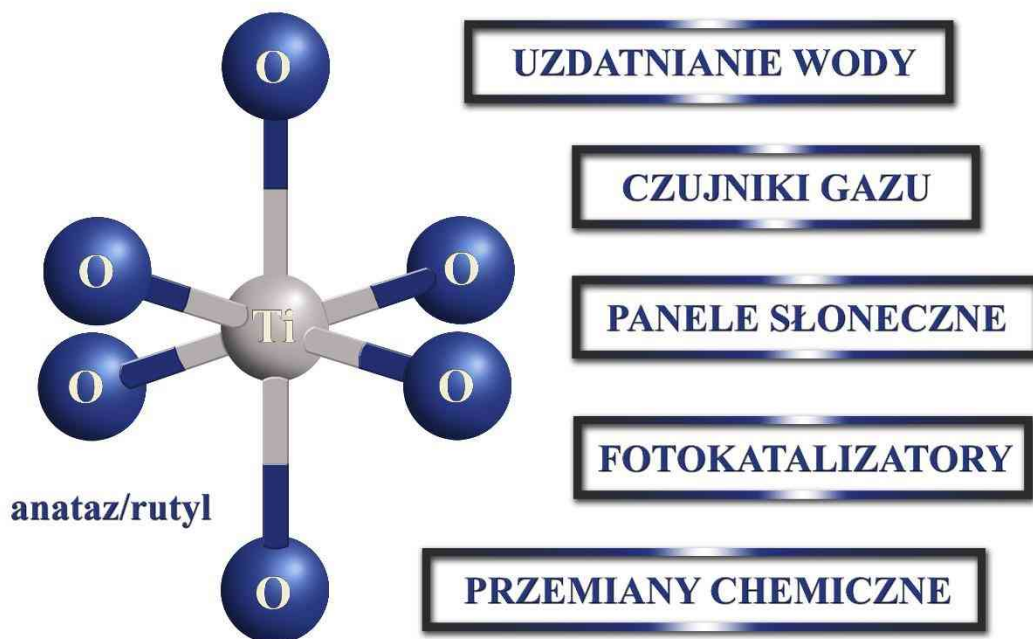 O
UZDATNIANIE WODY
CZUJNIKI GAZU
O
O
Ti
PANELE SŁONECZNE
O
O
FOTOKATALIZATORY
anataz/rutyl
O
PRZEMIANY CHEMICZNE